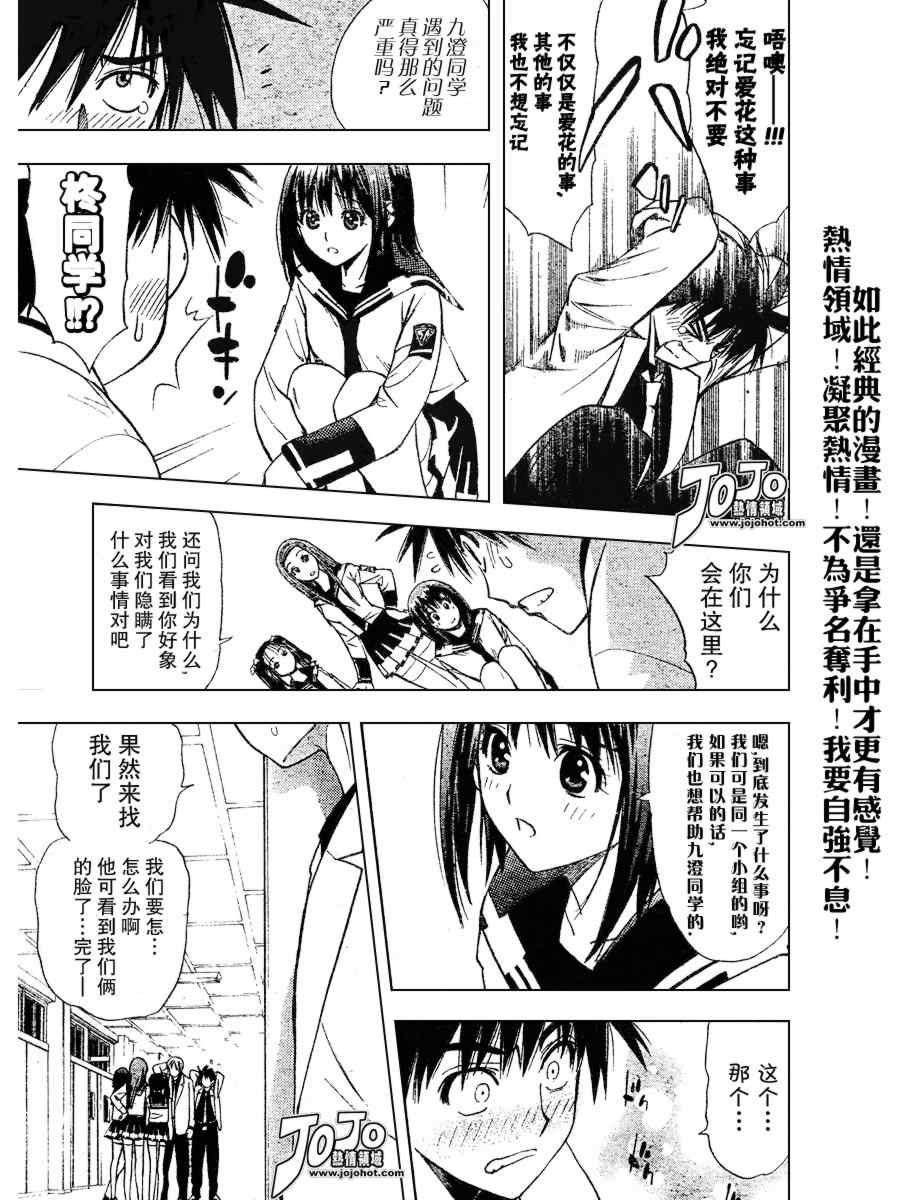 唔噢——!!!
忘记爱花这种事
我绝对不要
不仅仅是爱花的事、
其他的事
我也不想忘记
九澄同学
遇到的问题
真得那么
严重吗?
柊同学!?
JOJO
熱情領域
www.jojohot.com
为什么
你们
会在这里?
还问我们为什么,
我们看到你好象
对我们隐瞒了
什么事情对吧
嗯,到底发生了什么事呀?
我们可是同一个小组的哟,
如果可以的话,
我们也想帮助九澄同学的.
果然来找
我们了
我们要怎…
怎么办啊
他可看到我们俩
的脸了…完了—
这个…
那个…
JOJO
熱情領域
www.jojohot.com
如此經典的漫畫!還是拿在手中才更有感覺!
熱情領域!凝聚熱情!不為爭名奪利!我要自強不息!